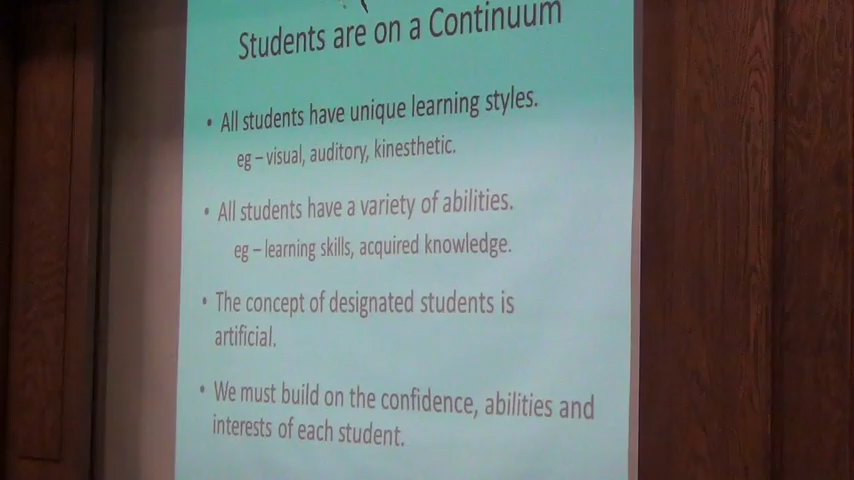 Students are on a Continuum
• All students have unique learning styles.
eg – visual, auditory, kinesthetic.
• All students have a variety of abilities.
eg – learning skills, acquired knowledge.
• The concept of designated students is
artificial.
• We must build on the confidence, abilities and
interests of each student.